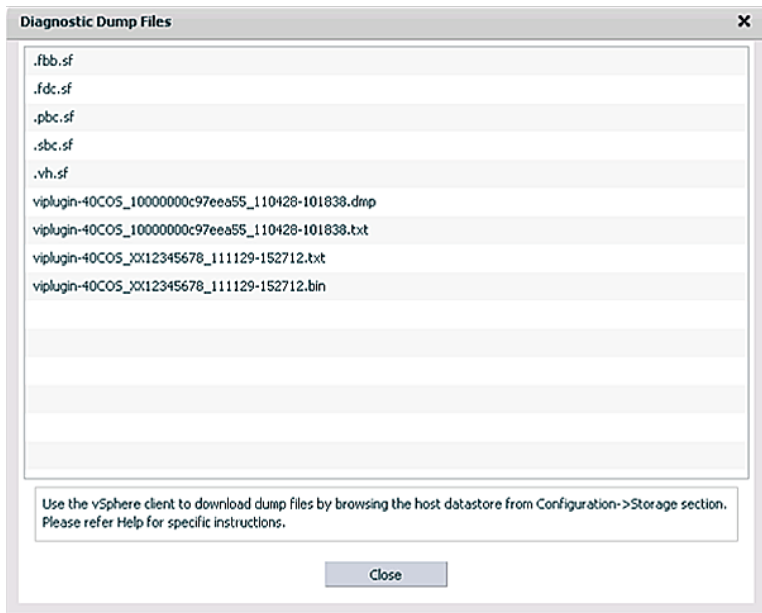 Diagnostic Dump Files
.fbb.sf
.fdc.sf
.pbc.sf
.sbc.sf
.vh.sf
viplugin-40COS_10000000c97eea55_110428-101838.dmp
viplugin-40COS_10000000c97eea55_110428-101838.txt
viplugin-40COS_XX12345678_111129-152712.txt
viplugin-40COS_XX12345678_111129-152712.bin
Use the vSphere client to download dump files by browsing the host datastore from Configuration->Storage section.
Please refer Help for specific instructions.
Close